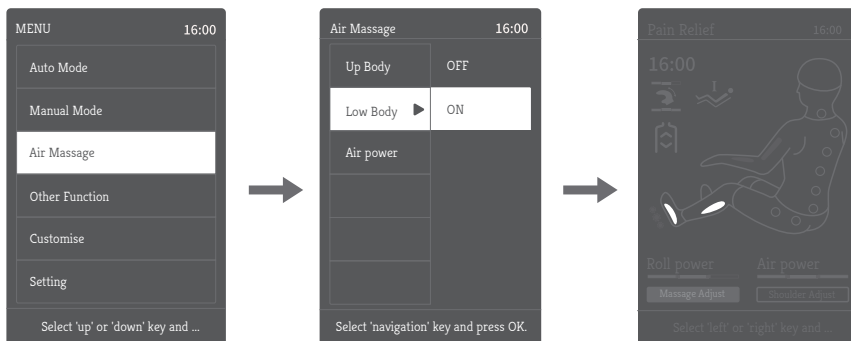 MENU 16:00
Auto Mode
Manual Mode
Air Massage
Other Function
Customise
Setting
Select 'up' or 'down' key and ...
Air Massage 16:00
Up Body OFF
Low Body ON
Air power
Select 'navigation' key and press OK.
Pain Relief 16:00
16:00
Roll power Air power
Massage Adjust Shoulder Adjust
Select 'left' or 'right' key and ...